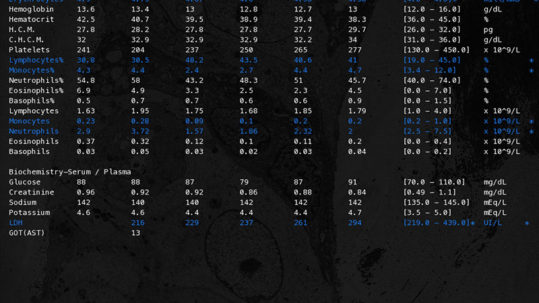 Hemoglobin 13.6 13.4 13 12.8 12.7 13 [12.0 - 16.0] g/dL
Hematocrit 42.5 40.7 39.5 38.9 39.4 38.3 [36.0 - 45.0] %
H.C.M. 27.8 28.2 27.8 27.8 27.7 29.7 [26.0 - 32.0] pg
C.H.C.M. 32 32.9 32.9 32.9 32.2 34 [31.0 - 36.0] g/dL
Platelets 241 204 237 250 265 277 [130.0 - 450.0] x 10^9/L
Lymphocytes% 30.8 30.5 48.2 43.5 40.6 41 [19.0 - 45.0] % *
Monocytes% 4.3 4.4 2.4 2.7 4.4 4.7 [3.4 - 12.0] % *
Neutrophils% 54.8 58 43.2 48.3 51 45.7 [40.0 - 74.0] %
Eosinophils% 6.9 4.9 3.3 2.5 2.3 4.5 [0.0 - 7.0] %
Basophils% 0.5 0.7 0.7 0.6 0.6 0.9 [0.0 - 1.5] %
Lymphocytes 1.63 1.95 1.75 1.68 1.85 1.79 [1.0 - 4.0] x 10^9/L
Monocytes 0.23 0.28 0.09 0.1 0.2 0.2 [0.2 - 1.0] x 10^9/L *
Neutrophils 2.9 3.72 1.57 1.86 2.32 2 [2.5 - 7.5] x 10^9/L *
Eosinophils 0.37 0.32 0.12 0.1 0.11 0.2 [0.0 - 0.4] x 10^9/L
Basophils 0.03 0.05 0.03 0.02 0.03 0.04 [0.0 - 0.2] x 10^9/L
Biochemistry-Serum / Plasma
Glucose 88 88 87 79 87 91 [70.0 - 110.0] mg/dL
Creatinine 0.96 0.92 0.92 0.86 0.88 0.84 [0.49 - 1.1] mg/dL
Sodium 142 140 142 142 142 142 [135.0 - 145.0] mEq/L
Potassium 4.6 4.6 4.4 4.4 4.4 4.7 [3.5 - 5.0] mEq/L
LDH 216 229 237 261 294 [219.0 - 439.0]* UI/L *
GOT(AST) 13